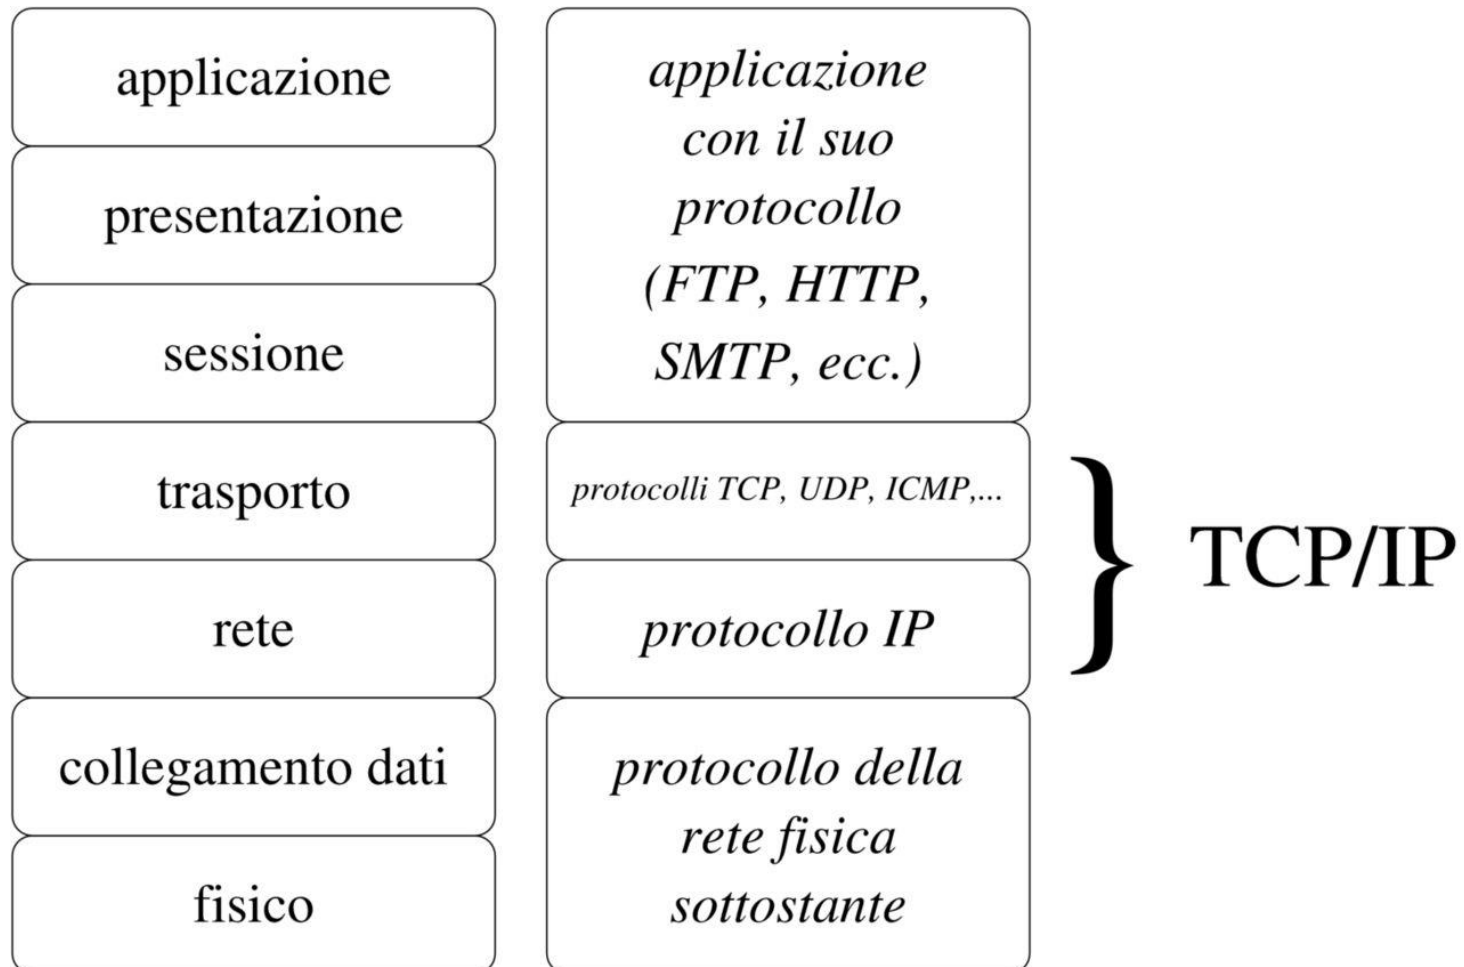 applicazione
presentazione
sessione
trasporto
rete
collegamento dati
fisico
applicazione
con il suo
protocollo
(FTP, HTTP,
SMTP, ecc.)
protocolli TCP, UDP, ICMP,...
protocollo IP
protocollo della
rete fisica
sottostante
TCP/IP